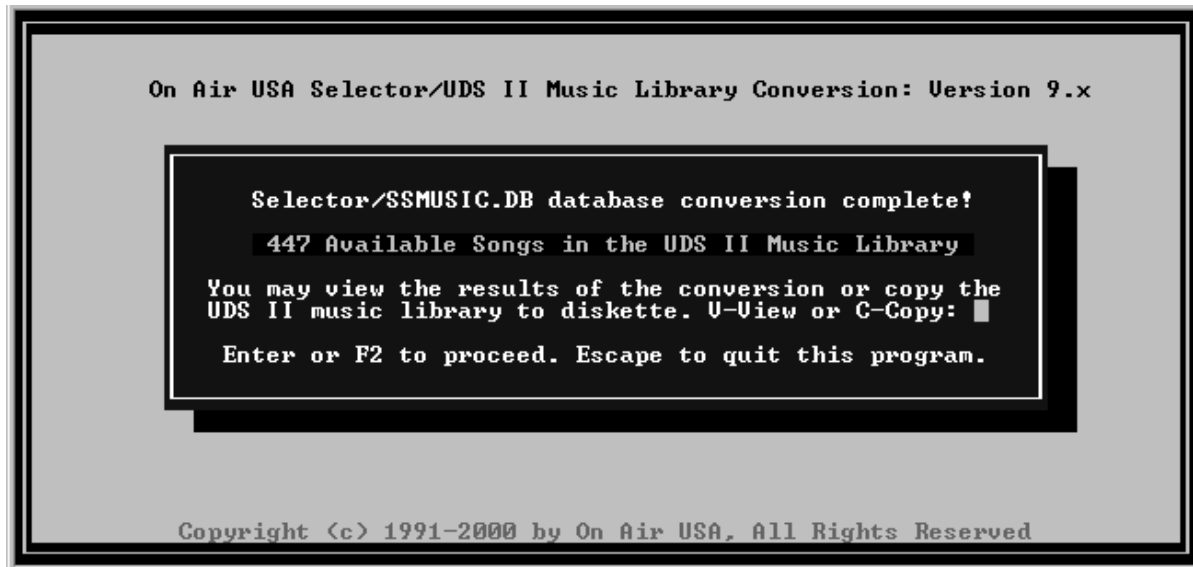 On Air USA Selector/UDS II Music Library Conversion: Version 9.x
Selector/SSMUSIC.DB database conversion complete!
447 Available Songs in the UDS II Music Library
You may view the results of the conversion or copy the
UDS II music library to diskette. V-View or C-Copy:
Enter or F2 to proceed. Escape to quit this program.
Copyright (c) 1991-2000 by On Air USA, All Rights Reserved